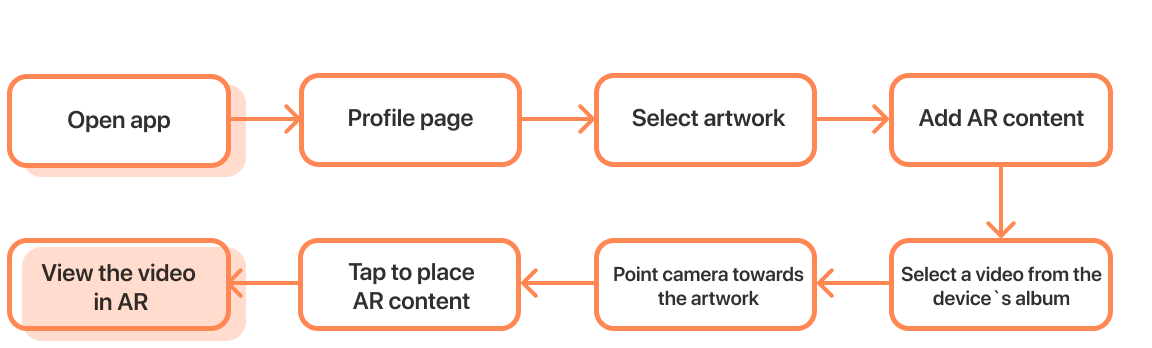 Open app
Profile page
Select artwork
Add AR content
Select a video from the
device`s album
Point camera towards
the artwork
Tap to place
AR content
View the video
in AR